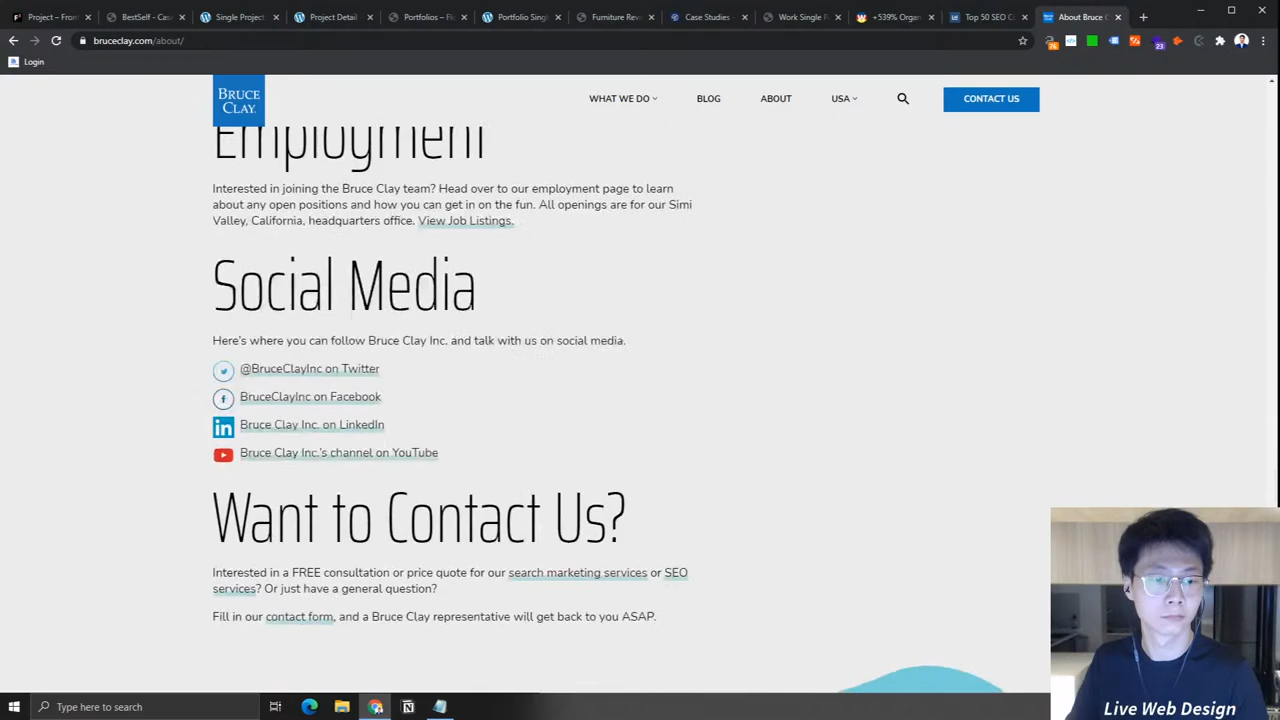 Project – Fron
BestSelf - Case
Single Project
Project Detail
Portfolios – Fl
Portfolio Singl
Furniture Reve
Case Studies -
Work Single P
+539% Organ
Top 50 SEO C
About Bruce C
bruceclay.com/about/
76
23
Login
BRUCE
CLAY
WHAT WE DO
BLOG
ABOUT
USA
CONTACT US
Employment
Interested in joining the Bruce Clay team? Head over to our employment page to learn
about any open positions and how you can get in on the fun. All openings are for our Simi
Valley, California, headquarters office. View Job Listings.
Social Media
Here's where you can follow Bruce Clay Inc. and talk with us on social media.
@BruceClayInc on Twitter
BruceClayInc on Facebook
in Bruce Clay Inc. on LinkedIn
Bruce Clay Inc.'s channel on YouTube
Want to Contact Us?
Interested in a FREE consultation or price quote for our search marketing services or SEO
services? Or just have a general question?
Fill in our contact form, and a Bruce Clay representative will get back to you ASAP.
Type here to search
Live Web Design